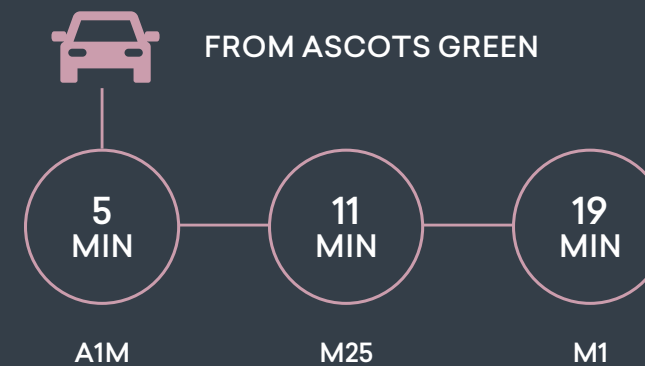 FROM ASCOTS GREEN
5
MIN
11
MIN
19
MIN
A1M
M25
M1